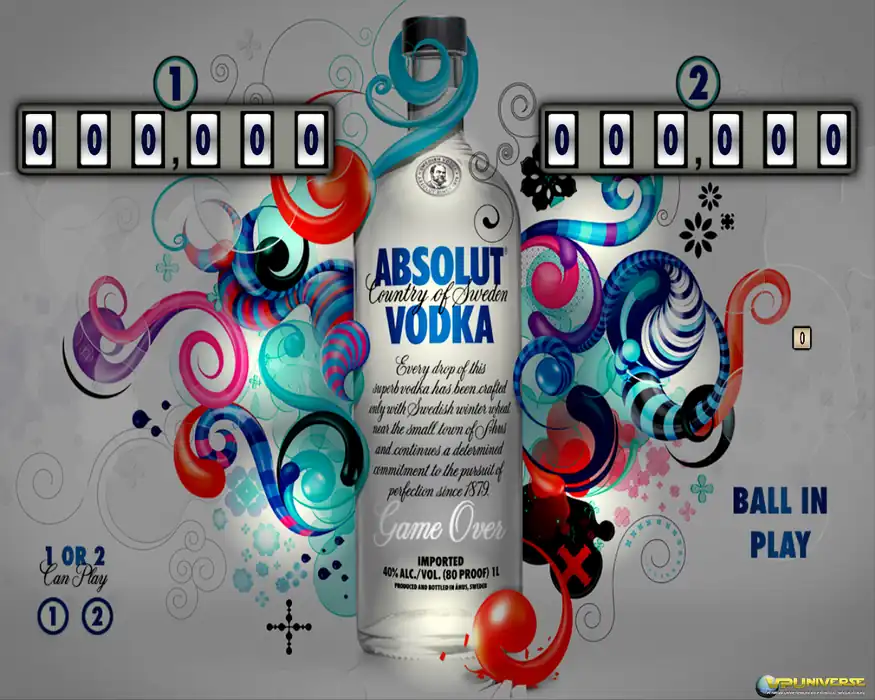 1
2
0 0 0,0 0 0
0 0 0,0 0 0
ABSOLUT
Country of Sweden
VODKA
0
Every drop of this
superb vodka has been crafted
only with Swedish winter wheat
near the small town of Åhus
and continues a determined
commitment to the pursuit of
perfection since 1879.
Game Over
BALL IN
PLAY
IMPORTED
40% ALC./VOL. (80 PROOF) 1L
PRODUCED AND BOTTLED IN ÅHUS, SWEDEN
1 OR 2
Can Play
1 2
VPUNIVERSE